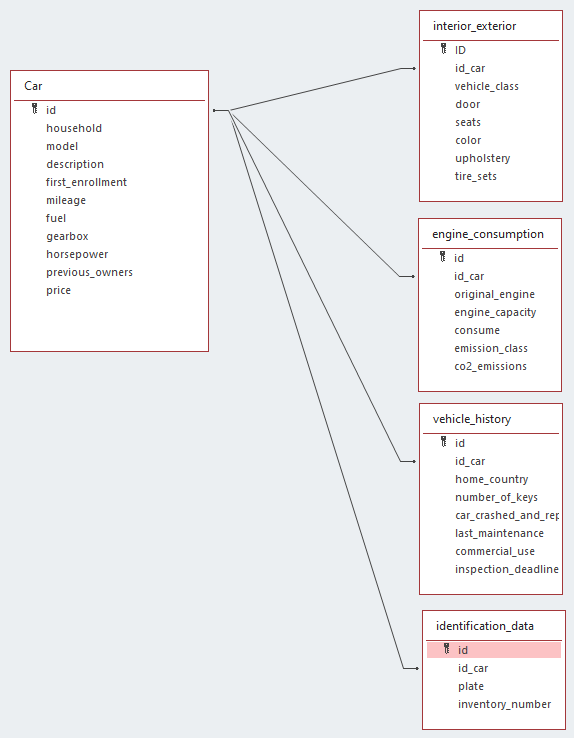 Car
id
household
model
description
first_enrollment
mileage
fuel
gearbox
horsepower
previous_owners
price
interior_exterior
ID
id_car
vehicle_class
door
seats
color
upholstery
tire_sets
engine_consumption
id
id_car
original_engine
engine_capacity
consume
emission_class
co2_emissions
vehicle_history
id
id_car
home_country
number_of_keys
car_crashed_and_rep
last_maintenance
commercial_use
inspection_deadline
identification_data
id
id_car
plate
inventory_number